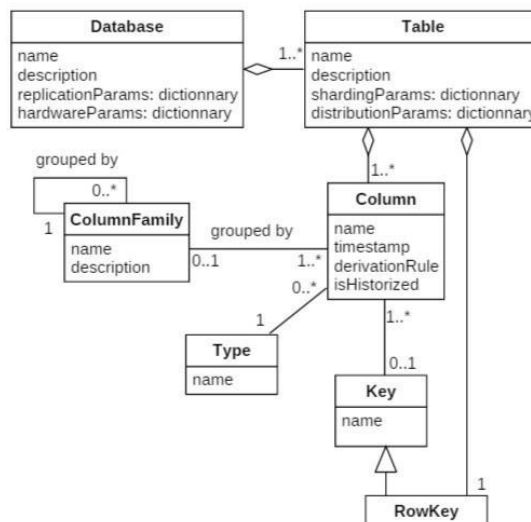 Database
name
description
replicationParams: dictionnary
hardwareParams: dictionnary
1..*
Table
name
description
shardingParams: dictionnary
distributionParams: dictionnary
grouped by
0..*
1
ColumnFamily
name
description
grouped by
0..1
1..*
1..*
Column
name
timestamp
derivationRule
isHistorized
0..*
1
Type
name
1..*
0..1
Key
name
1
RowKey